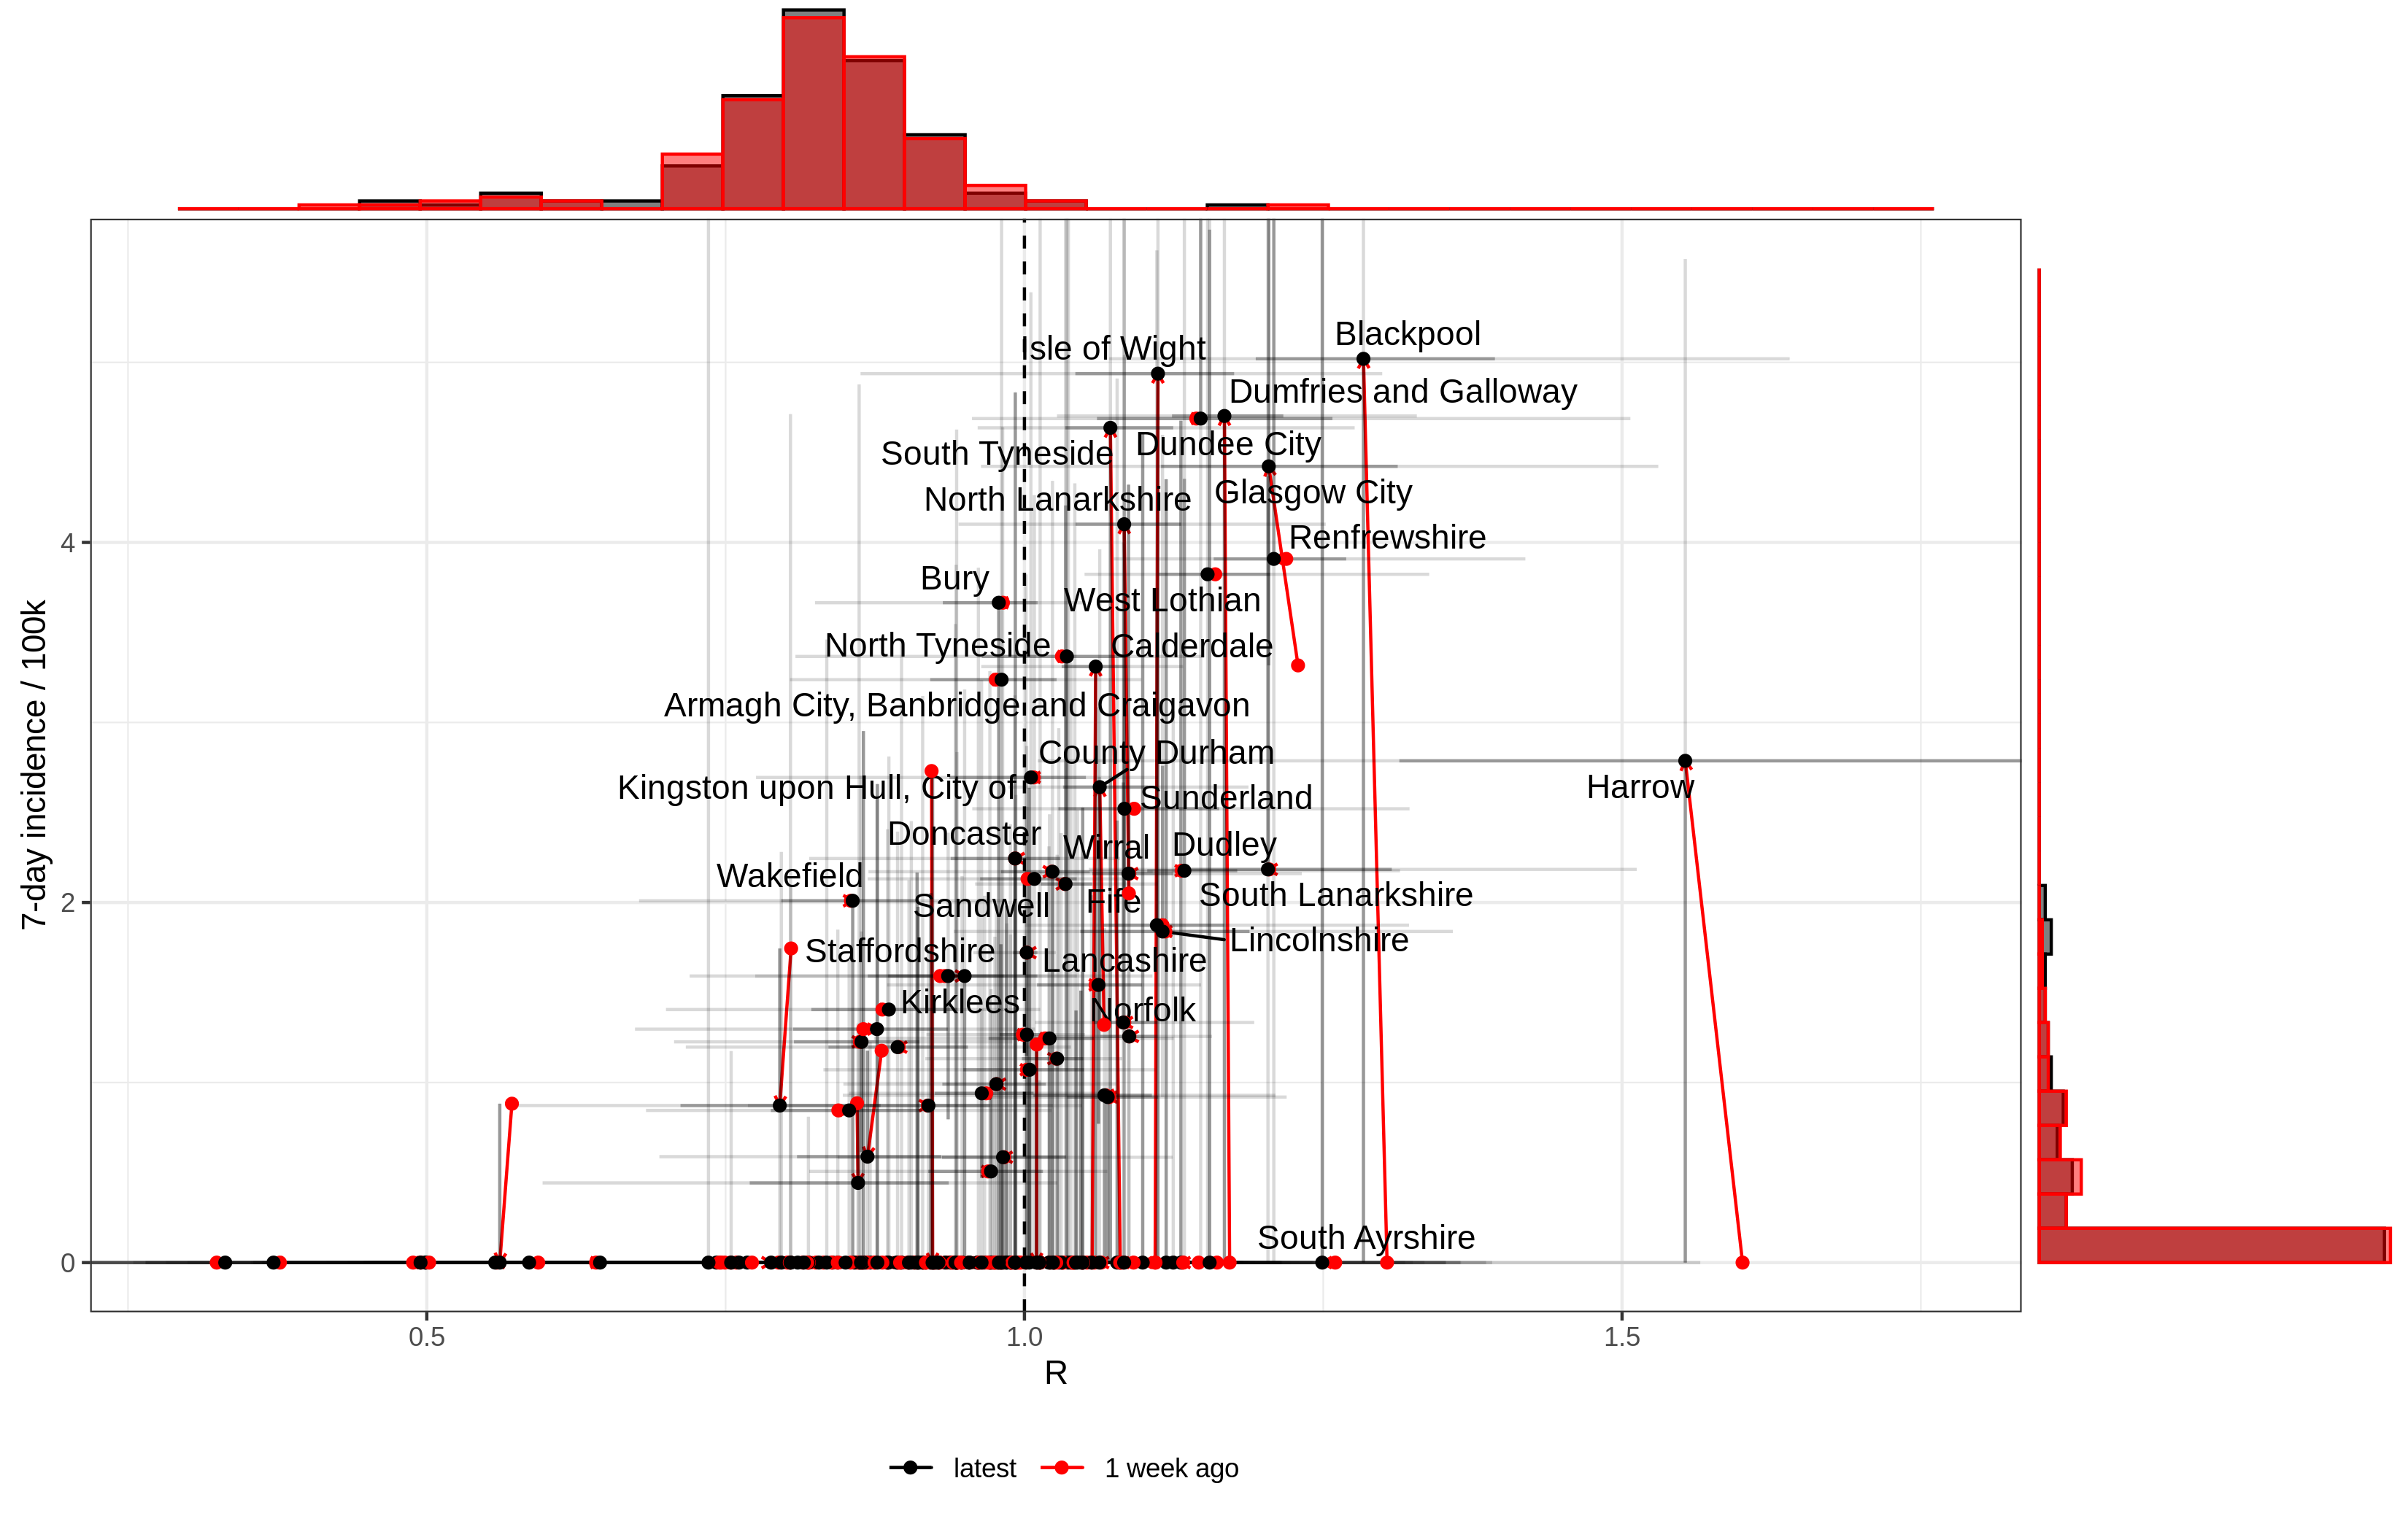 Blackpool
Isle of Wight
Dumfries and Galloway
Dundee City
South Tyneside
Glasgow City
North Lanarkshire
Renfrewshire
Bury
West Lothian
North Tyneside
Calderdale
Armagh City, Banbridge and Craigavon
County Durham
Kingston upon Hull, City of
Harrow
Sunderland
Doncaster
Wirral
Dudley
Wakefield
South Lanarkshire
Sandwell
Fife
Lincolnshire
Staffordshire
Lancashire
Kirklees
Norfolk
South Ayrshire
4
2
0
7-day incidence / 100k
0.5
1.0
1.5
R
latest
1 week ago